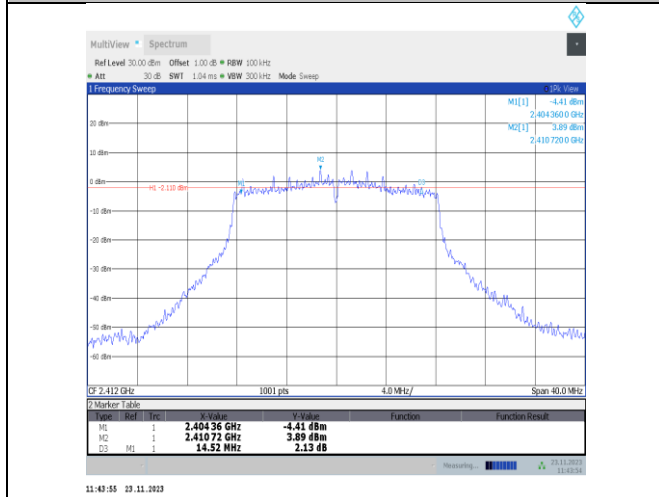 MultiView Spectrum
Ref Level 30.00 dBm Offset 1.00 dB RBW 100 kHz
Att 30 dB SWT 1.04 ms VBW 300 kHz Mode Sweep
1 Frequency Sweep 1Pk View
M1[1] -4.41 dBm
2.4043600 GHz
20 dBm M2[1] 3.89 dBm
2.4107200 GHz
10 dBm
M2
0 dBm
M1 D3
H1 -2.110 dBm
-10 dBm
-20 dBm
-30 dBm
-40 dBm
-50 dBm
-60 dBm
CF 2.412 GHz 1001 pts 4.0 MHz/ Span 40.0 MHz
2 Marker Table
Type Ref Trc X-Value Y-Value Function Function Result
M1 1 2.40436 GHz -4.41 dBm
M2 1 2.41072 GHz 3.89 dBm
D3 M1 1 14.52 MHz 2.13 dB
Measuring... 23.11.2023
11:43:54
11:43:55 23.11.2023